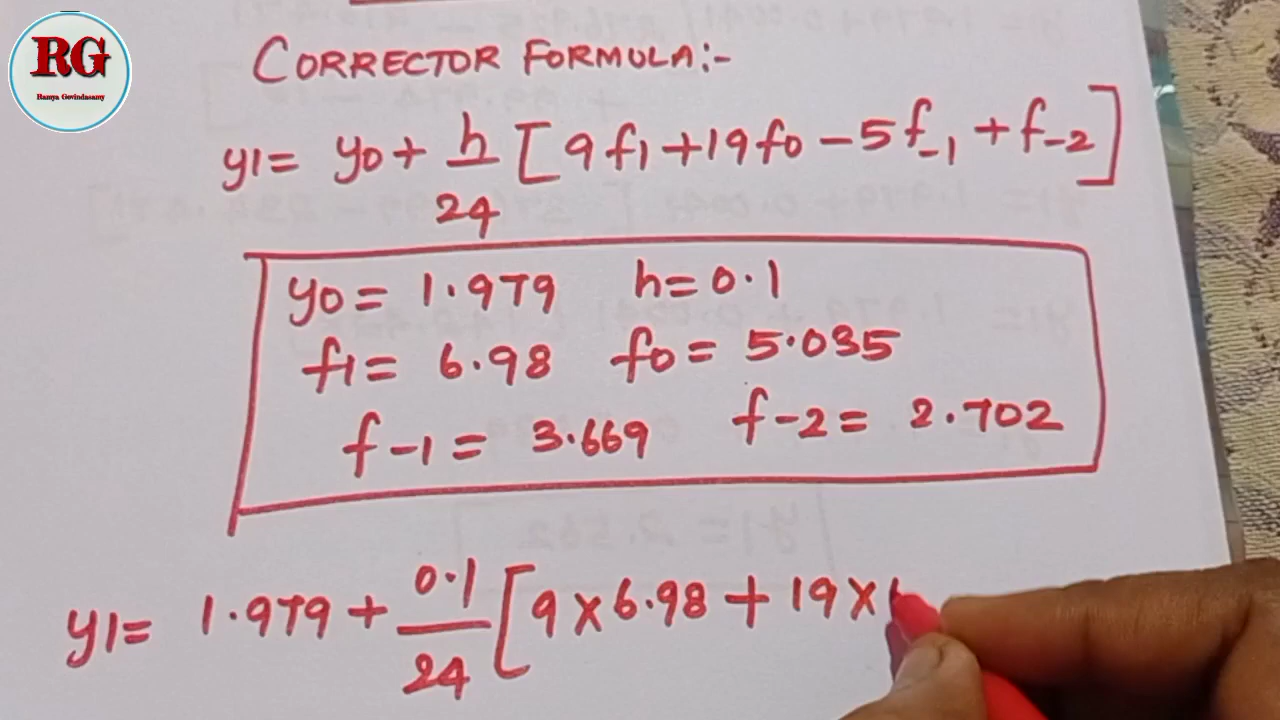 RG
Ramya Govindasamy
CORRECTOR FORMULA:-
y1= y0+ h/24 [9f1+19f0-5f-1+f-2]
y0= 1.979 h=0.1
f1= 6.98 f0= 5.035
f-1= 3.669 f-2= 2.702
y1= 1.979+ 0.1/24 [9×6.98+19×